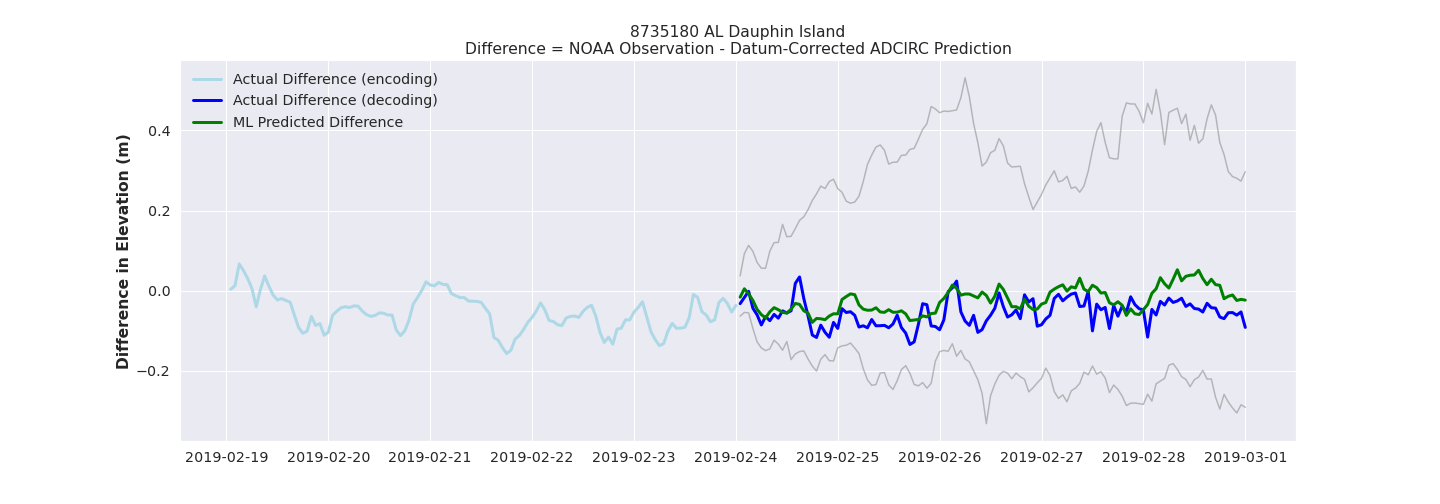 8735180 AL Dauphin Island
Difference = NOAA Observation - Datum-Corrected ADCIRC Prediction
Actual Difference (encoding)
Actual Difference (decoding)
ML Predicted Difference
Difference in Elevation (m)
0.4
0.2
0.0
−0.2
2019-02-19 2019-02-20 2019-02-21 2019-02-22 2019-02-23 2019-02-24 2019-02-25 2019-02-26 2019-02-27 2019-02-28 2019-03-01